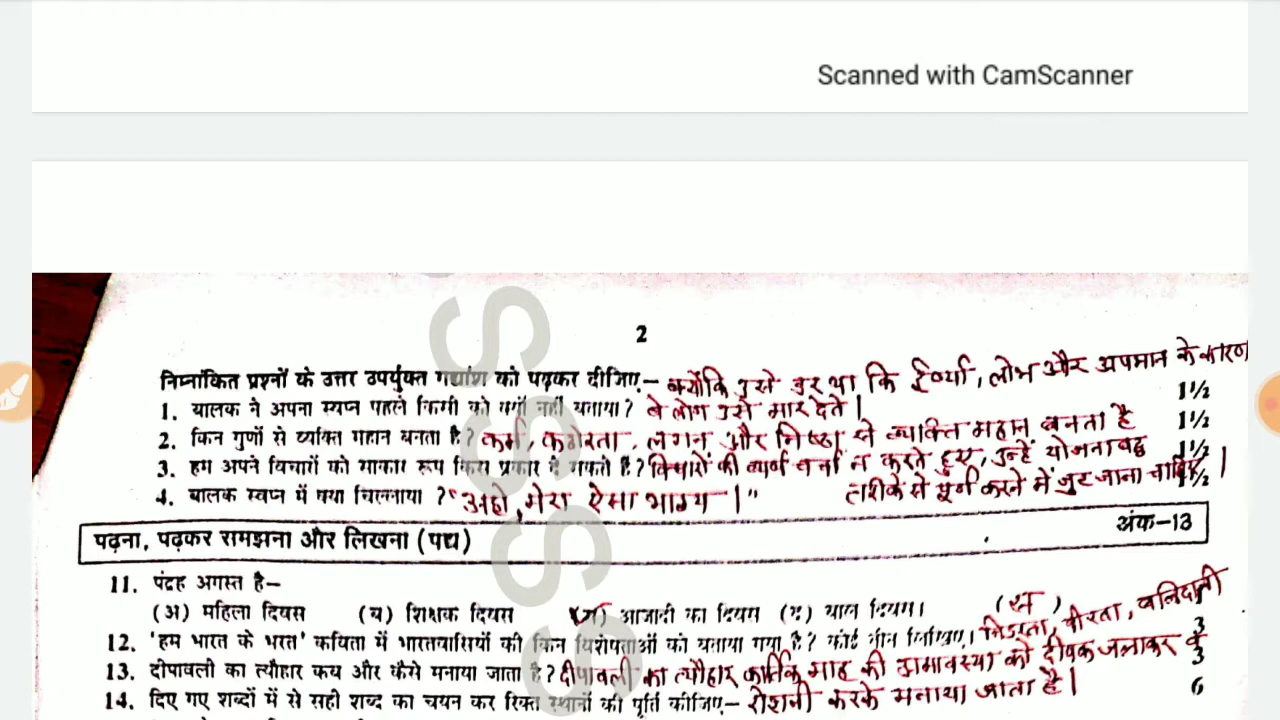 Scanned with CamScanner
2
निम्नांकित प्रश्नों के उत्तर उपर्युक्त गद्यांश को पढ़कर दीजिए- क्योंकि उसे डर था कि ईर्ष्या, लोभ और अपमान के कारण
1. बालक ने अपना स्वप्न पहले किसी को क्यों नहीं बताया? वे लोग उसे मार देते। 1½
2. किन गुणों से व्यक्ति महान बनता है? कर्म, कठोरता, लगन और निष्ठा से व्यक्ति महान बनता है 1½
3. हम अपने विचारों को साकार रूप किस प्रकार दे सकते है? विचारों की व्यर्थ चर्चा न करते हुए, उन्हें योजनाबद्ध 1½
4. बालक स्वप्न में क्या चिल्लाया? "अहो, मेरा ऐसा भाग्य।" तरीके से पूर्ण करने में जुट जाना चाहिए। 1½
पढ़ना, पढ़कर समझना और लिखना (पद्य) अंक-13
11. पंद्रह अगस्त है-
(अ) महिला दिवस (ब) शिक्षक दिवस (स) आजादी का दिवस (द) बाल दिवस। (स)
12. 'हम भारत के भरत' कविता में भारतवासियों की किन विशेषताओं को बताया गया है? कोई तीन लिखिए। निडरता, वीरता, बलिदानी 3
13. दीपावली का त्यौहार कब और कैसे मनाया जाता है? दीपावली का त्यौहार कार्तिक माह की अमावस्या को दीपक जलाकर व 3
14. दिए गए शब्दों में से सही शब्द का चयन कर रिक्त स्थानों की पूर्ति कीजिए- रोशनी करके मनाया जाता है। 6